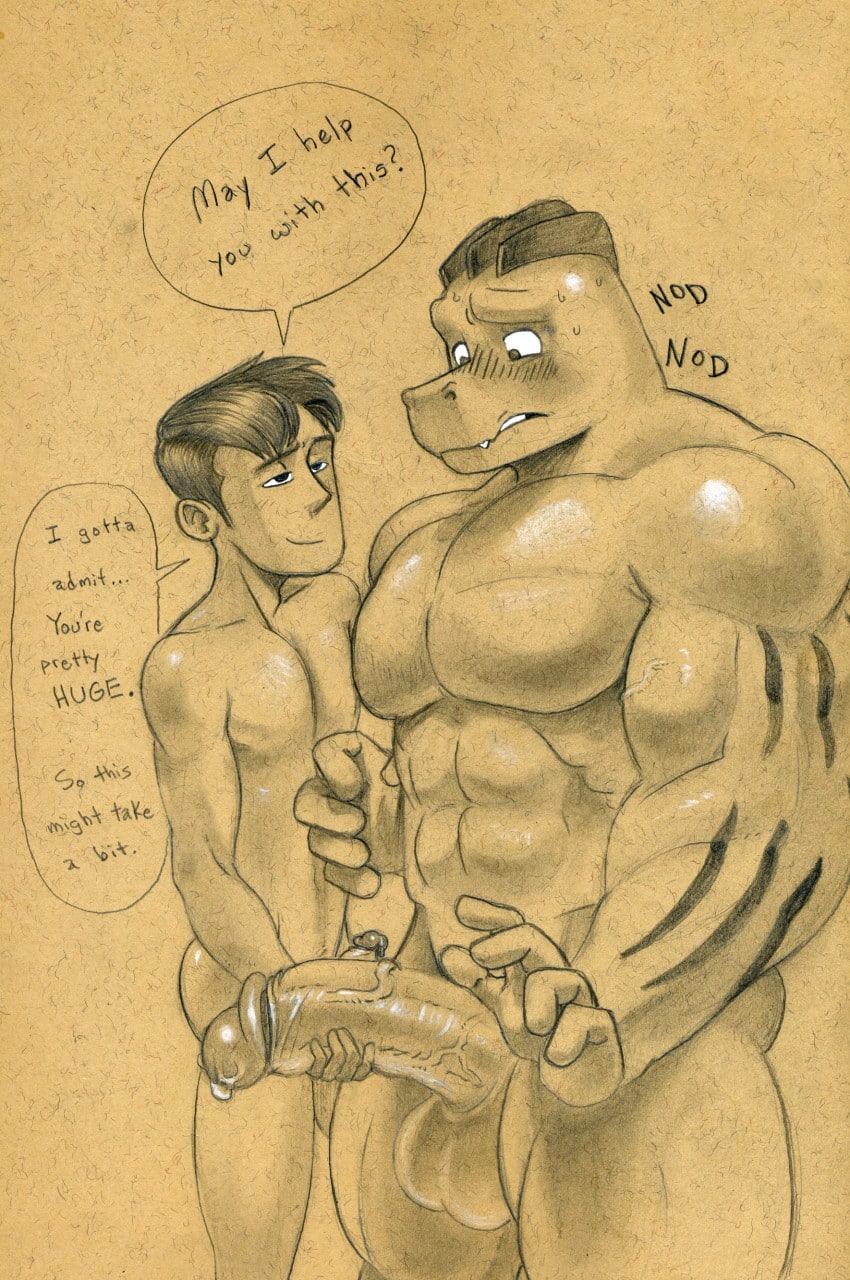 May I help
you with this?
NOD
NOD
I gotta
admit...
You're
pretty
HUGE.
So this
might take
a bit.